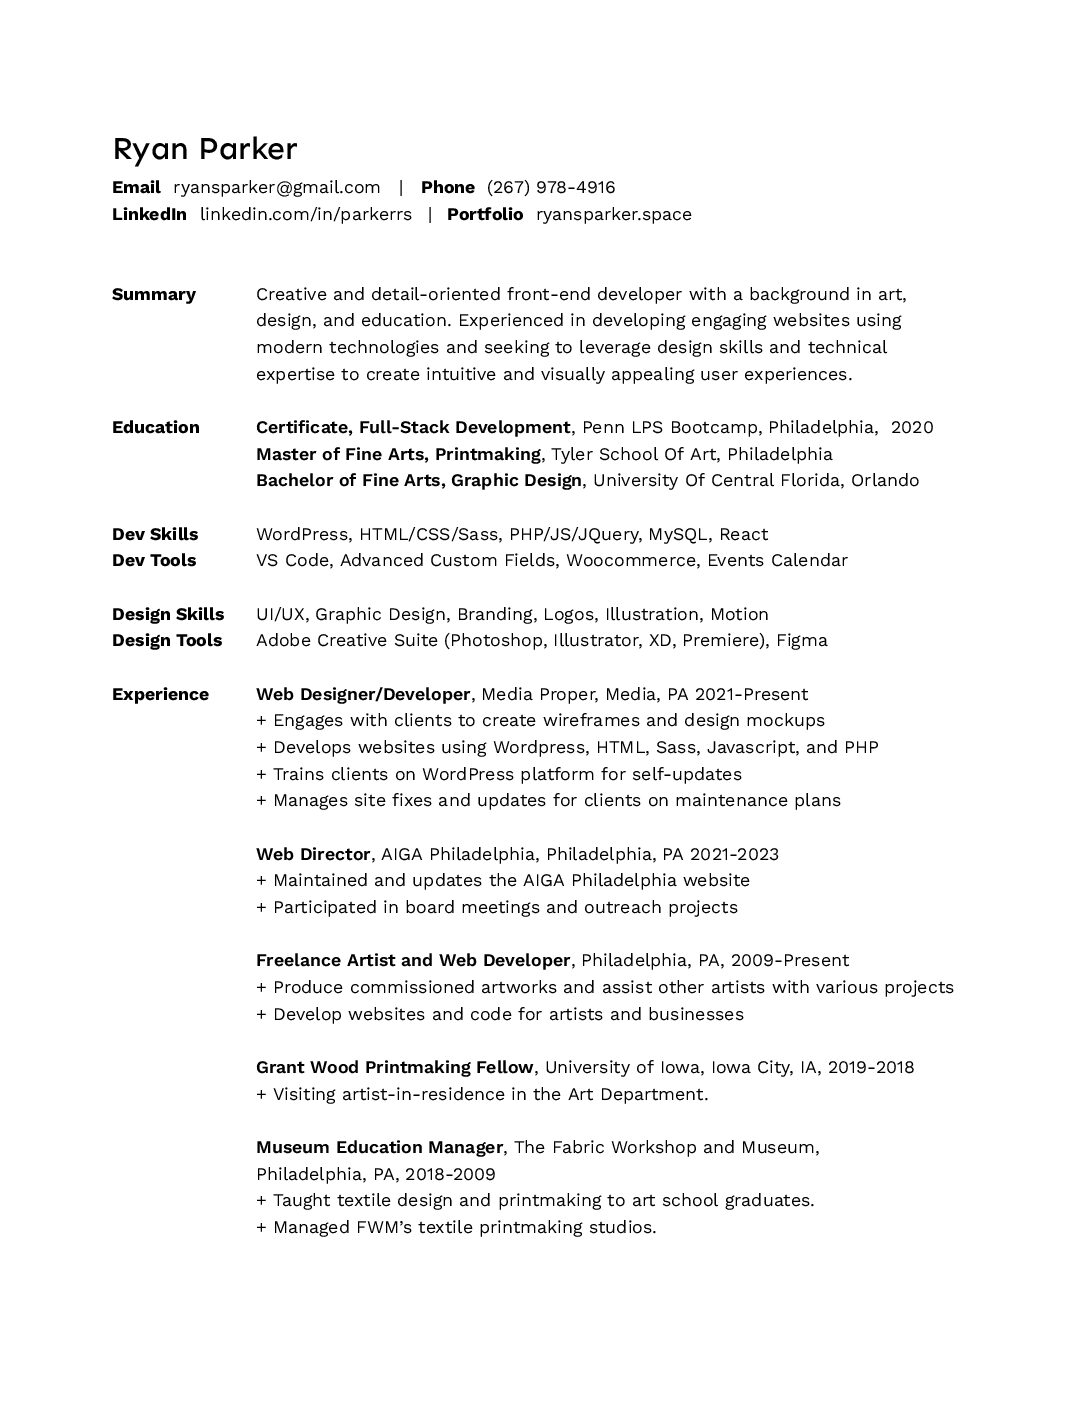 Ryan Parker
Email ryansparker@gmail.com | Phone (267) 978-4916
LinkedIn linkedin.com/in/parkerrs | Portfolio ryansparker.space
Summary Creative and detail-oriented front-end developer with a background in art,
design, and education. Experienced in developing engaging websites using
modern technologies and seeking to leverage design skills and technical
expertise to create intuitive and visually appealing user experiences.
Education Certificate, Full-Stack Development, Penn LPS Bootcamp, Philadelphia, 2020
Master of Fine Arts, Printmaking, Tyler School Of Art, Philadelphia
Bachelor of Fine Arts, Graphic Design, University Of Central Florida, Orlando
Dev Skills WordPress, HTML/CSS/Sass, PHP/JS/JQuery, MySQL, React
Dev Tools VS Code, Advanced Custom Fields, Woocommerce, Events Calendar
Design Skills UI/UX, Graphic Design, Branding, Logos, Illustration, Motion
Design Tools Adobe Creative Suite (Photoshop, Illustrator, XD, Premiere), Figma
Experience Web Designer/Developer, Media Proper, Media, PA 2021-Present
+ Engages with clients to create wireframes and design mockups
+ Develops websites using Wordpress, HTML, Sass, Javascript, and PHP
+ Trains clients on WordPress platform for self-updates
+ Manages site fixes and updates for clients on maintenance plans
Web Director, AIGA Philadelphia, Philadelphia, PA 2021-2023
+ Maintained and updates the AIGA Philadelphia website
+ Participated in board meetings and outreach projects
Freelance Artist and Web Developer, Philadelphia, PA, 2009-Present
+ Produce commissioned artworks and assist other artists with various projects
+ Develop websites and code for artists and businesses
Grant Wood Printmaking Fellow, University of Iowa, Iowa City, IA, 2019-2018
+ Visiting artist-in-residence in the Art Department.
Museum Education Manager, The Fabric Workshop and Museum,
Philadelphia, PA, 2018-2009
+ Taught textile design and printmaking to art school graduates.
+ Managed FWM’s textile printmaking studios.